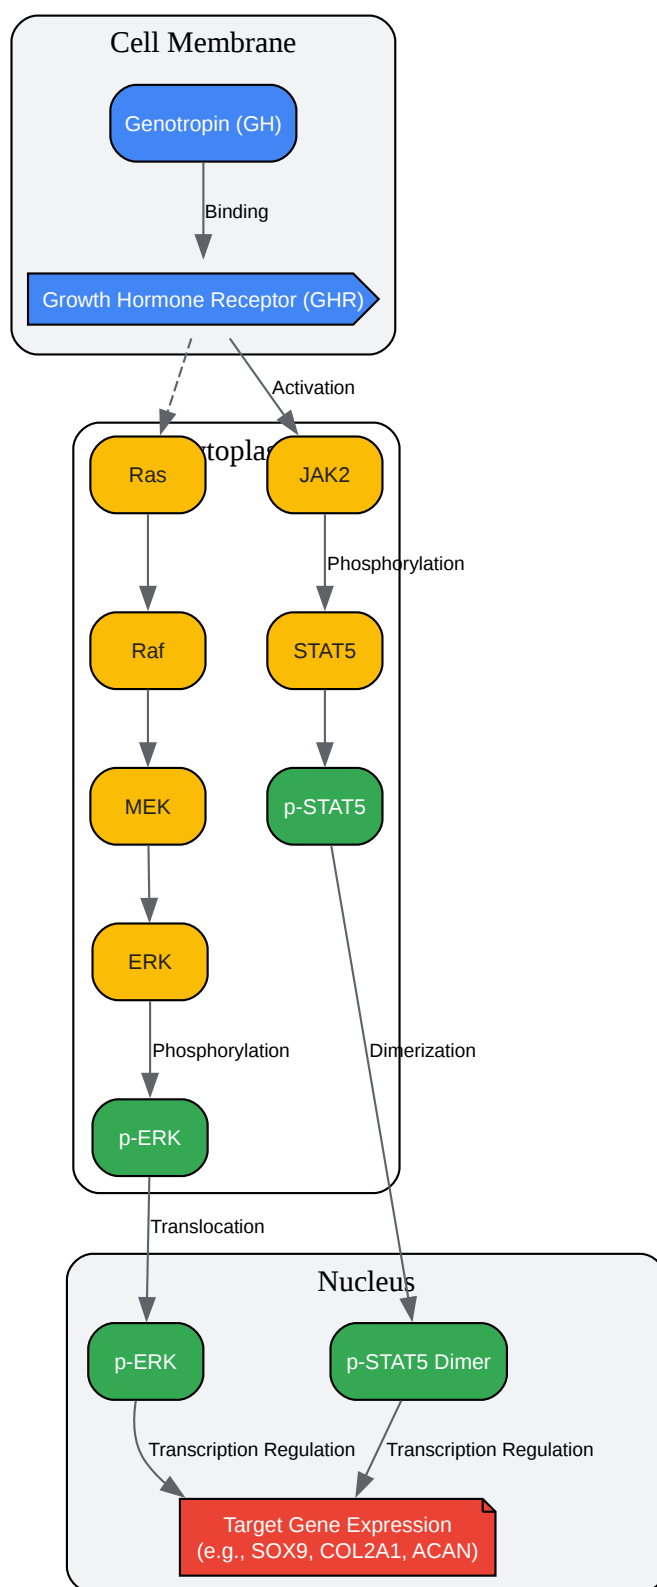 Cell Membrane
Genotropin (GH)
Binding
Growth Hormone Receptor (GHR)
Activation
Ras
JAK2
Phosphorylation
Raf
STAT5
MEK
p-STAT5
ERK
Phosphorylation
Dimerization
p-ERK
Translocation
Nucleus
p-ERK
p-STAT5 Dimer
Transcription Regulation
Transcription Regulation
Target Gene Expression
(e.g., SOX9, COL2A1, ACAN)